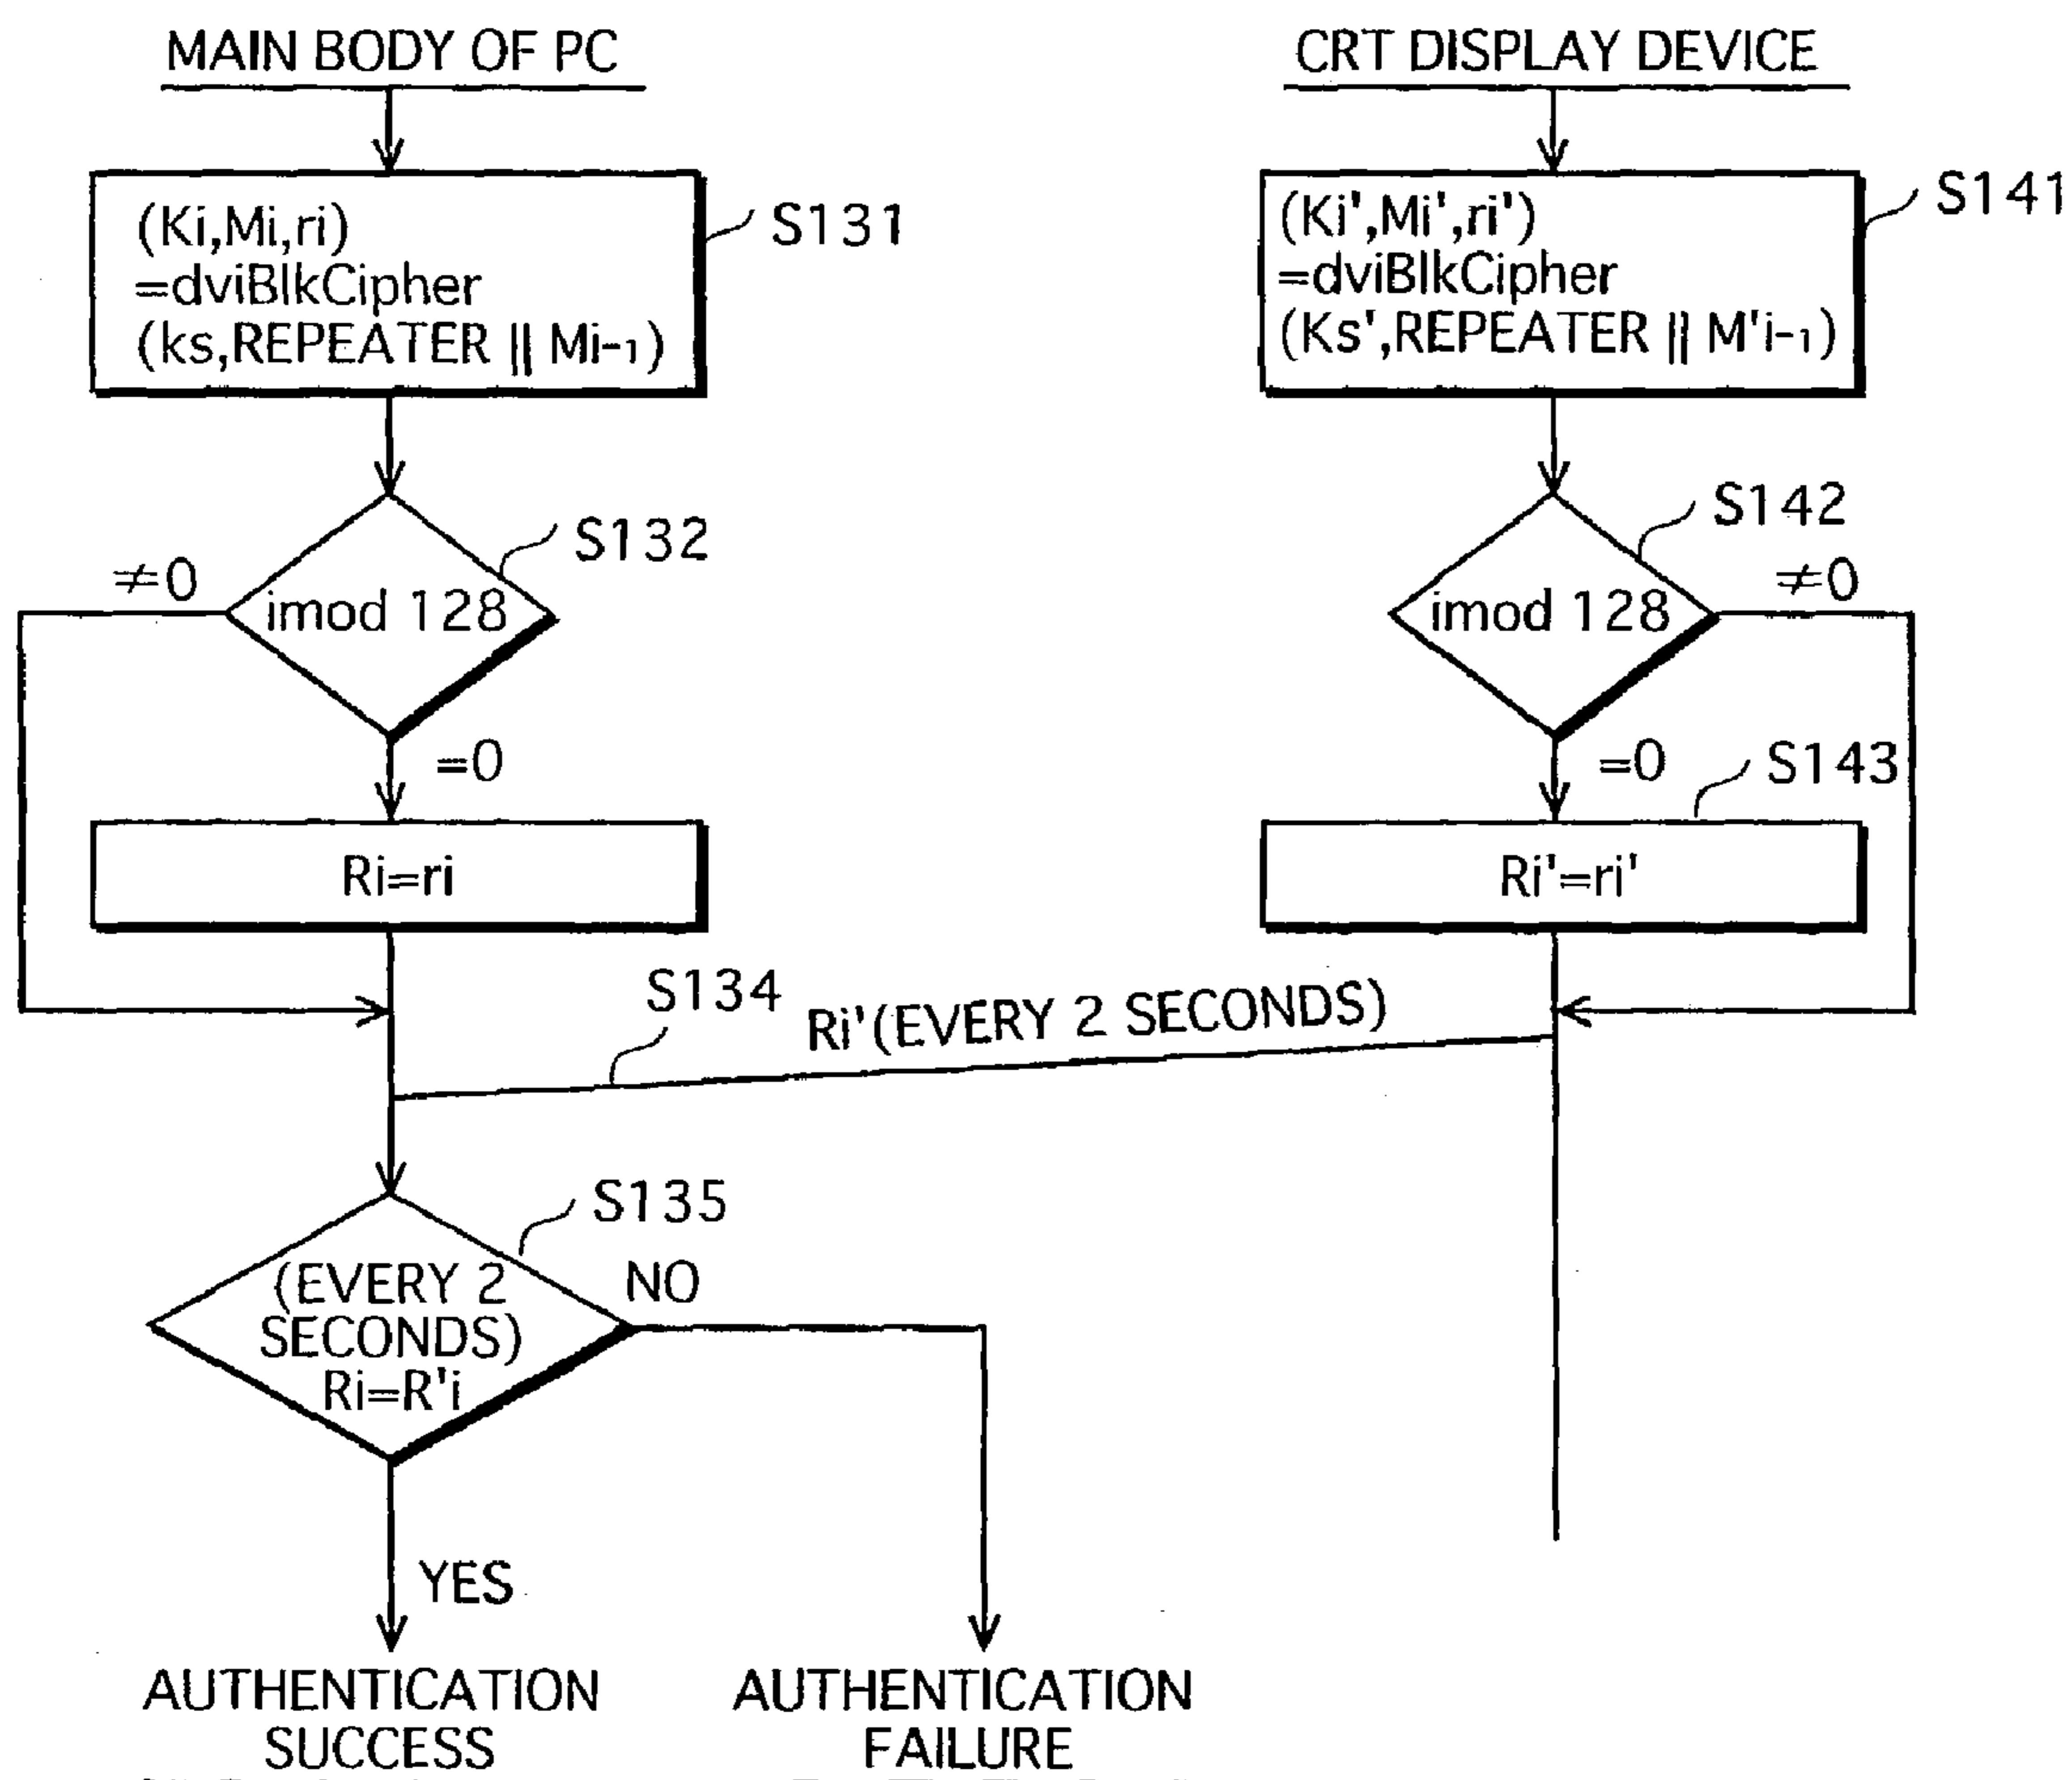 MAIN BODY OF PC
(Ki,Mi,ri)
=dviBlkCipher
(ks,REPEATER || Mi-1)
S131
imod 128
S132
≠0
=0
Ri=ri
S134
Ri'(EVERY 2 SECONDS)
(EVERY 2
SECONDS)
Ri=R'i
S135
NO
YES
AUTHENTICATION
SUCCESS
AUTHENTICATION
FAILURE
CRT DISPLAY DEVICE
(Ki',Mi',ri')
=dviBlkCipher
(Ks',REPEATER || M'i-1)
S141
imod 128
S142
≠0
=0
S143
Ri'=ri'